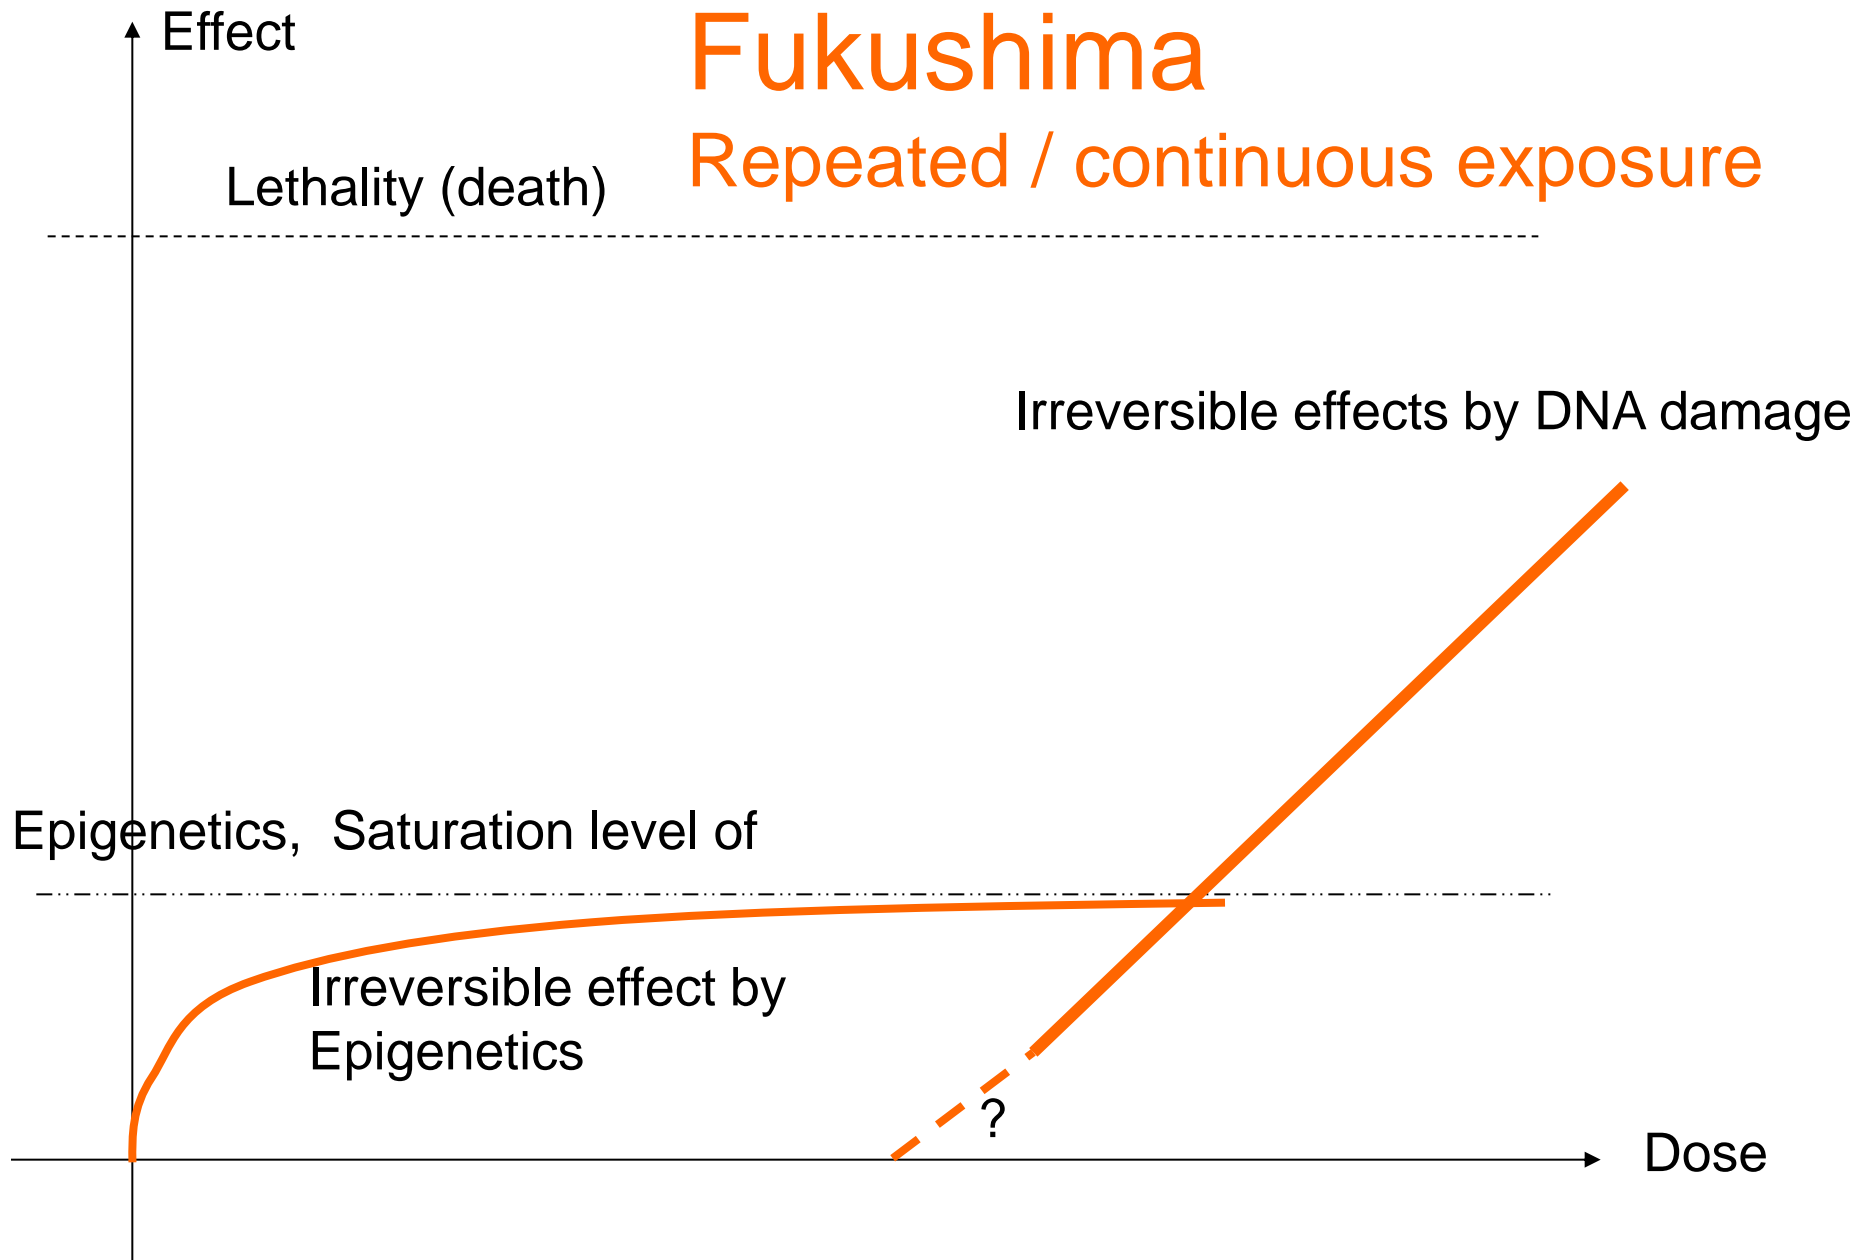 Effect
Fukushima
Repeated / continuous exposure
Lethality (death)
Irreversible effects by DNA damage
Epigenetics, Saturation level of
Irreversible effect by
Epigenetics
?
Dose